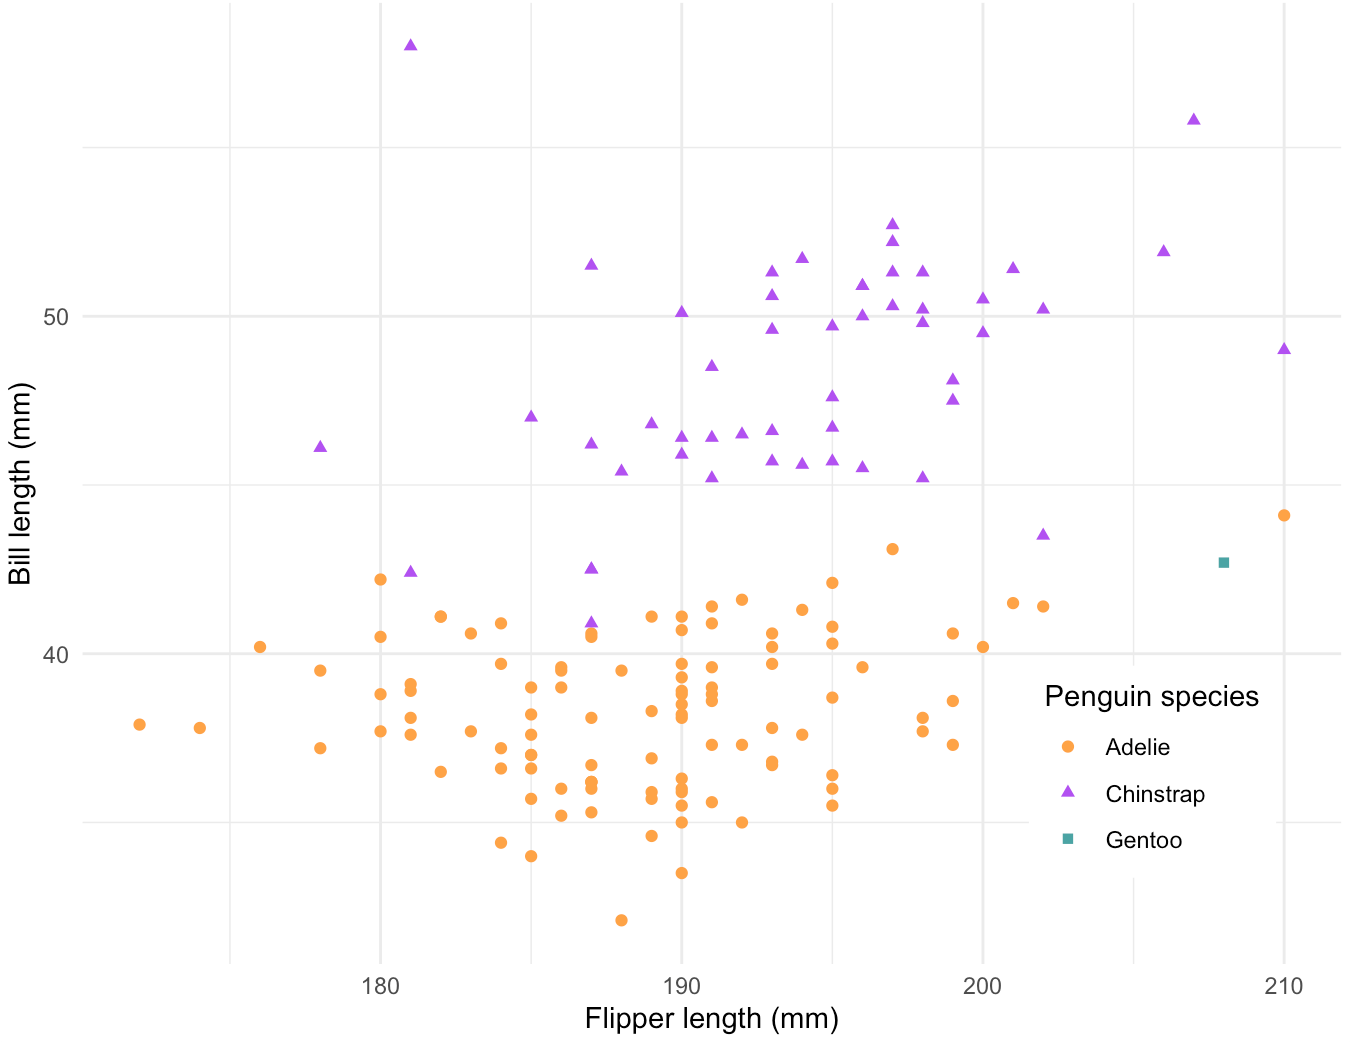 50
40
Bill length (mm)
180
190
200
210
Flipper length (mm)
Penguin species
Adelie
Chinstrap
Gentoo